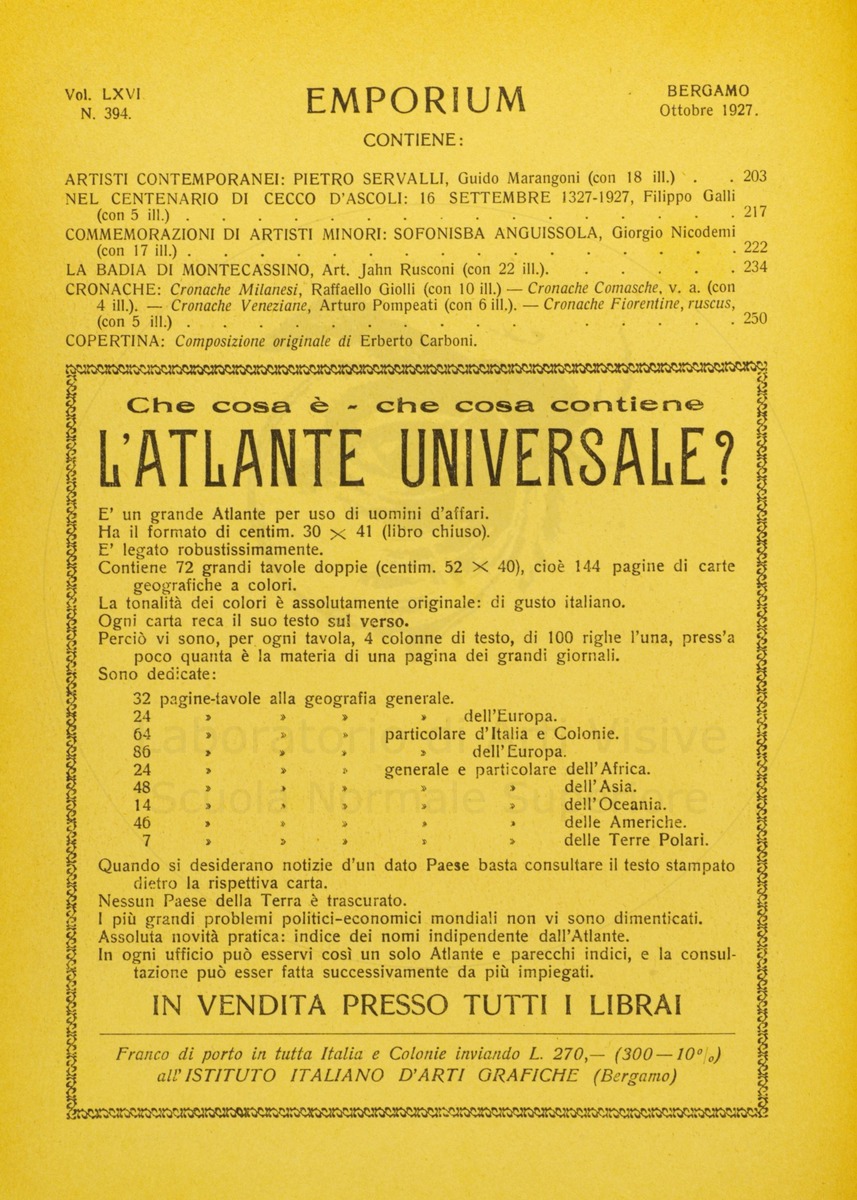 Vol. LXVI
N. 394.
EMPORIUM
BERGAMO
Ottobre 1927.
CONTIENE:
ARTISTI CONTEMPORANEI: PIETRO SERVALLI, Guido Marangoni (con 18 ill.) . . 203
NEL CENTENARIO DI CECCO D'ASCOLI: 16 SETTEMBRE 1327-1927, Filippo Galli
(con 5 ill.) . . . . . . . . . . . . . . . . 217
COMMEMORAZIONI DI ARTISTI MINORI: SOFONISBA ANGUISSOLA, Giorgio Nicodemi
(con 17 ill.) . . . . . . . . . . . . . . . . 222
LA BADIA DI MONTECASSINO, Art. Jahn Rusconi (con 22 ill.). . . . . . 234
CRONACHE: Cronache Milanesi, Raffaello Giolli (con 10 ill.) — Cronache Comasche, v. a. (con
4 ill.). — Cronache Veneziane, Arturo Pompeati (con 6 ill.). — Cronache Fiorentine, ruscus,
(con 5 ill.) . . . . . . . . . . . . . . . 250
COPERTINA: Composizione originale di Erberto Carboni.
Che cosa è - che cosa contiene
L'ATLANTE UNIVERSALE?
E' un grande Atlante per uso di uomini d'affari.
Ha il formato di centim. 30 × 41 (libro chiuso).
E' legato robustissimamente.
Contiene 72 grandi tavole doppie (centim. 52 × 40), cioè 144 pagine di carte
geografiche a colori.
La tonalità dei colori è assolutamente originale: di gusto italiano.
Ogni carta reca il suo testo sul verso.
Perciò vi sono, per ogni tavola, 4 colonne di testo, di 100 righe l'una, press'a
poco quanta è la materia di una pagina dei grandi giornali.
Sono dedicate:
32 pagine-tavole alla geografia generale.
24 » » » » dell'Europa.
64 » » » particolare d'Italia e Colonie.
86 » » » » dell'Europa.
24 » » » generale e particolare dell'Africa.
48 » » » » » dell'Asia.
14 » » » » » dell'Oceania.
46 » » » » » delle Americhe.
7 » » » » » delle Terre Polari.
Quando si desiderano notizie d'un dato Paese basta consultare il testo stampato
dietro la rispettiva carta.
Nessun Paese della Terra è trascurato.
I più grandi problemi politici-economici mondiali non vi sono dimenticati.
Assoluta novità pratica: indice dei nomi indipendente dall'Atlante.
In ogni ufficio può esservi così un solo Atlante e parecchi indici, e la consul-
tazione può esser fatta successivamente da più impiegati.
IN VENDITA PRESSO TUTTI I LIBRAI
Franco di porto in tutta Italia e Colonie inviando L. 270,— (300—10%)
all'ISTITUTO ITALIANO D'ARTI GRAFICHE (Bergamo)